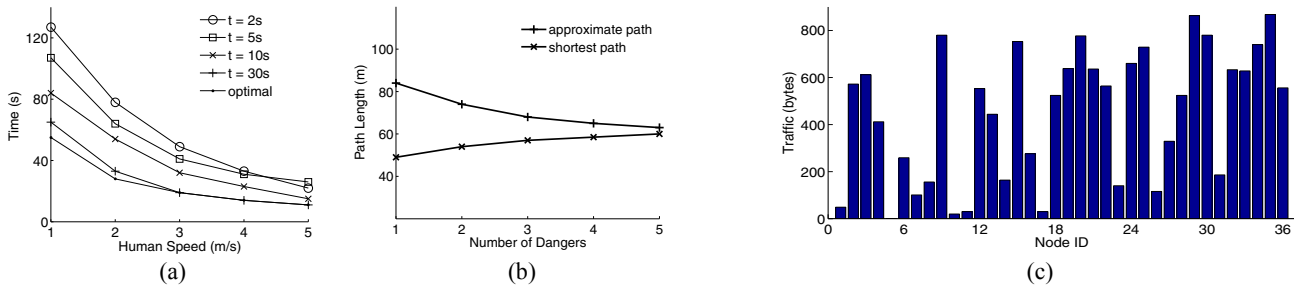 t = 2s
t = 5s
t = 10s
t = 30s
optimal
120
80
40
0
Time (s)
1 2 3 4 5
Human Speed (m/s)
(a)
approximate path
shortest path
100
80
60
40
Path Length (m)
1 2 3 4 5
Number of Dangers
(b)
800
600
400
200
0
Traffic (bytes)
0 6 12 18 24 30 36
Node ID
(c)